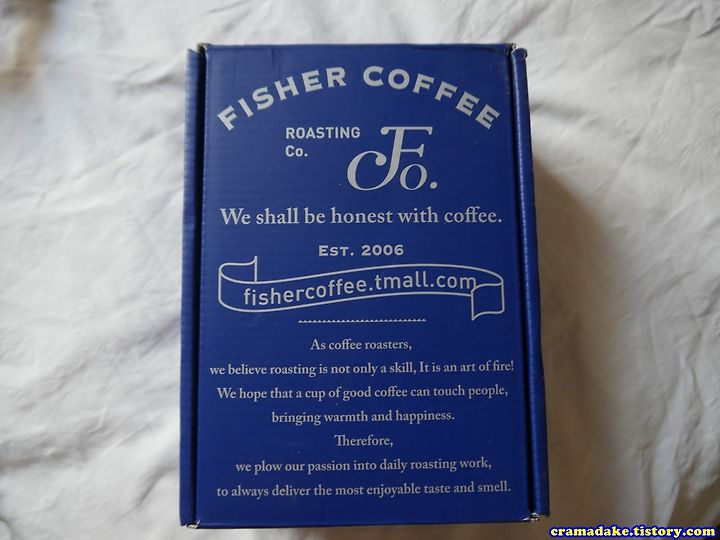 FISHER COFFEE
ROASTING
Co.
Fo.
We shall be honest with coffee.
EST. 2006
fishercoffee.tmall.com
As coffee roasters,
we believe roasting is not only a skill, It is an art of fire!
We hope that a cup of good coffee can touch people,
bringing warmth and happiness.
Therefore,
we plow our passion into daily roasting work,
to always deliver the most enjoyable taste and smell.
cramadake.tistory.com